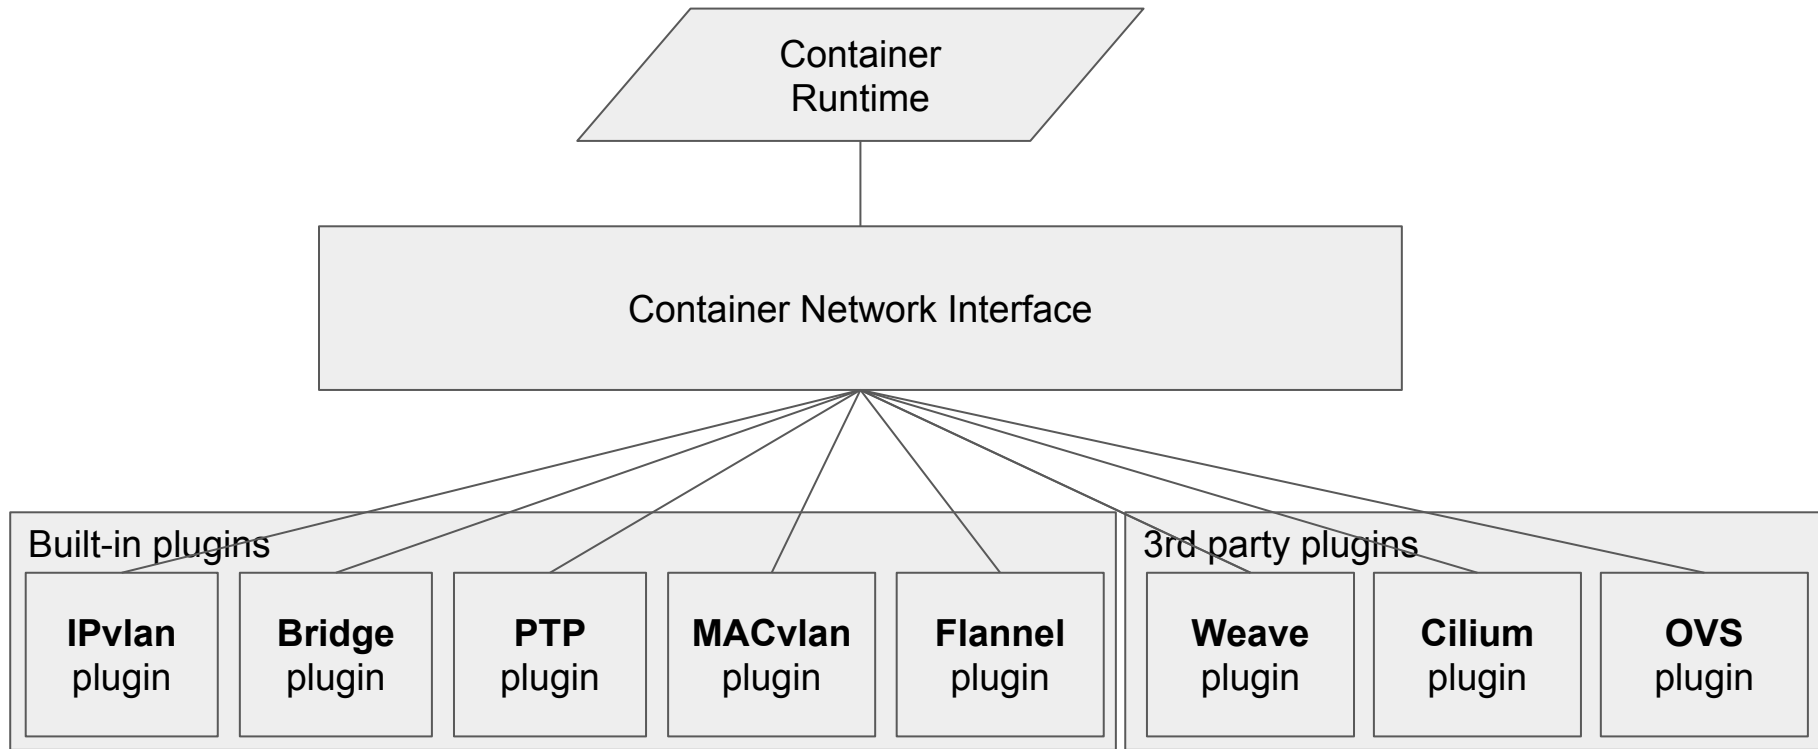 Container
Runtime
Container Network Interface
Built-in plugins
IPvlan
plugin
Bridge
plugin
PTP
plugin
MACvlan
plugin
Flannel
plugin
3rd party plugins
Weave
plugin
Cilium
plugin
OVS
plugin